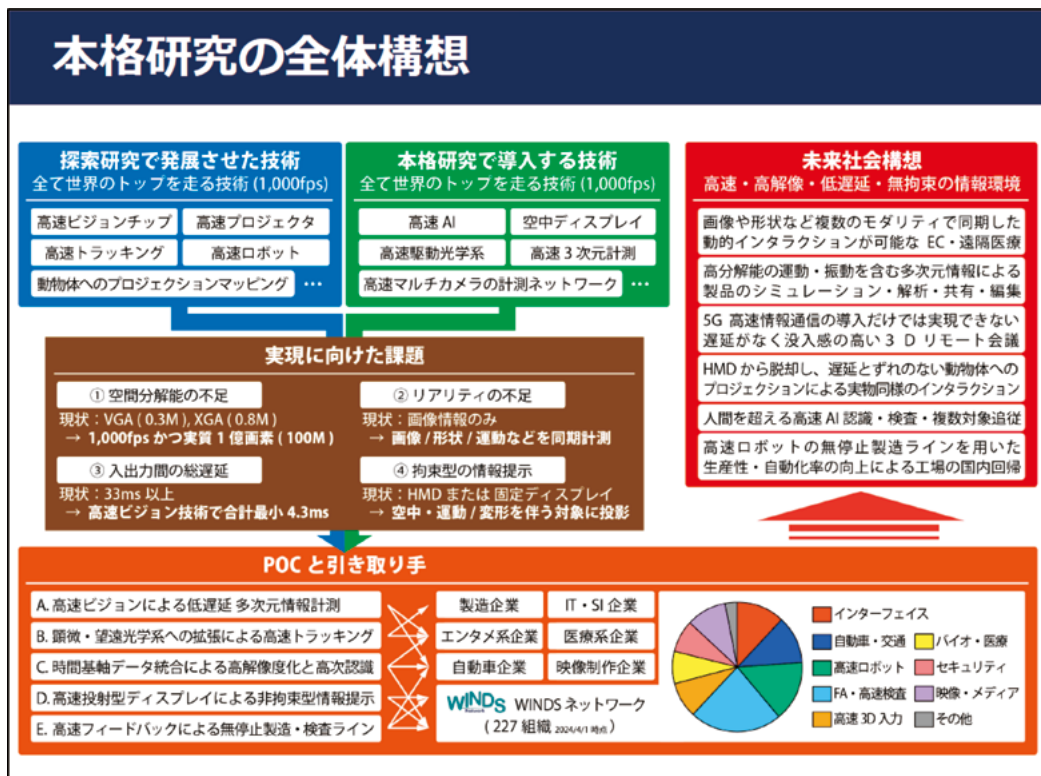 本格研究の全体構想
探索研究で発展させた技術
全て世界のトップを走る技術 (1,000fps)
高速ビジョンチップ
高速プロジェクタ
高速トラッキング
高速ロボット
動物体へのプロジェクションマッピング
…
本格研究で導入する技術
全て世界のトップを走る技術 (1,000fps)
高速 AI
空中ディスプレイ
高速駆動光学系
高速 3 次元計測
高速マルチカメラの計測ネットワーク
…
実現に向けた課題
① 空間分解能の不足
現状：VGA ( 0.3M ), XGA ( 0.8M )
→ 1,000fps かつ実質 1 億画素 ( 100M )
② リアリティの不足
現状：画像情報のみ
→ 画像 / 形状 / 運動などを同期計測
③ 入出力間の総遅延
現状：33ms 以上
→ 高速ビジョン技術で合計最小 4.3ms
④ 拘束型の情報提示
現状：HMD または 固定ディスプレイ
→ 空中・運動 / 変形を伴う対象に投影
未来社会構想
高速・高解像・低遅延・無拘束の情報環境
画像や形状など複数のモダリティで同期した
動的インタラクションが可能な EC・遠隔医療
高分解能の運動・振動を含む多次元情報による
製品のシミュレーション・解析・共有・編集
5G 高速情報通信の導入だけでは実現できない
遅延がなく没入感の高い 3 D リモート会議
HMD から脱却し、遅延とずれのない動物体への
プロジェクションによる実物同様のインタラクション
人間を超える高速 AI 認識・検査・複数対象追従
高速ロボットの無停止製造ラインを用いた
生産性・自動化率の向上による工場の国内回帰
POC と引き取り手
A. 高速ビジョンによる低遅延 多次元情報計測
B. 顕微・望遠光学系への拡張による高速トラッキング
C. 時間基軸データ統合による高解像度化と高次認識
D. 高速投射型ディスプレイによる非拘束型情報提示
E. 高速フィードバックによる無停止製造・検査ライン
製造企業
IT・SI 企業
エンタメ系企業
医療系企業
自動車企業
映像制作企業
WINDS Network
WINDS ネットワーク
( 227 組織 2024/4/1 時点 )
インターフェイス
自動車・交通
バイオ・医療
高速ロボット
セキュリティ
FA・高速検査
映像・メディア
高速 3D 入力
その他